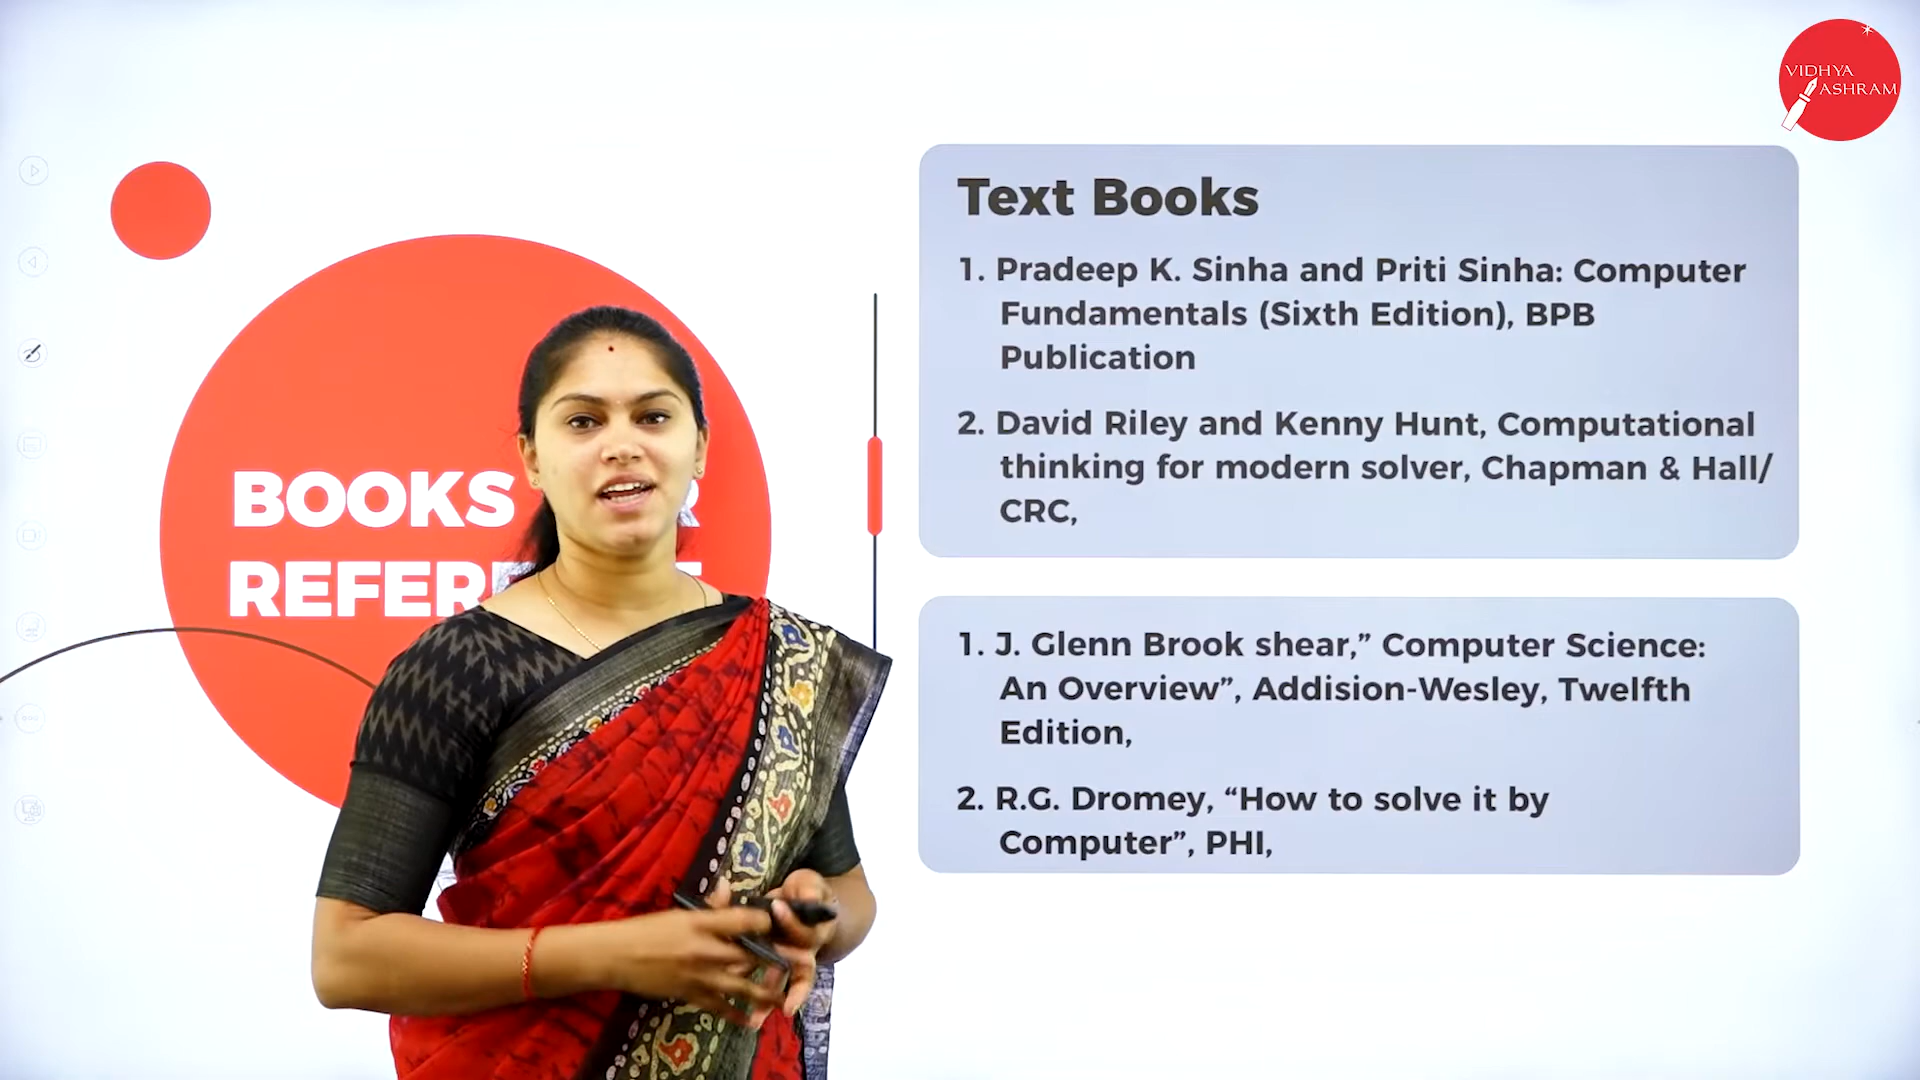 VIDHYA
ASHRAM
Text Books
1. Pradeep K. Sinha and Priti Sinha: Computer
Fundamentals (Sixth Edition), BPB
Publication
2. David Riley and Kenny Hunt, Computational
thinking for modern solver, Chapman & Hall/
CRC,
BOOKS
REFER
1. J. Glenn Brook shear,” Computer Science:
An Overview”, Addision-Wesley, Twelfth
Edition,
2. R.G. Dromey, “How to solve it by
Computer”, PHI,